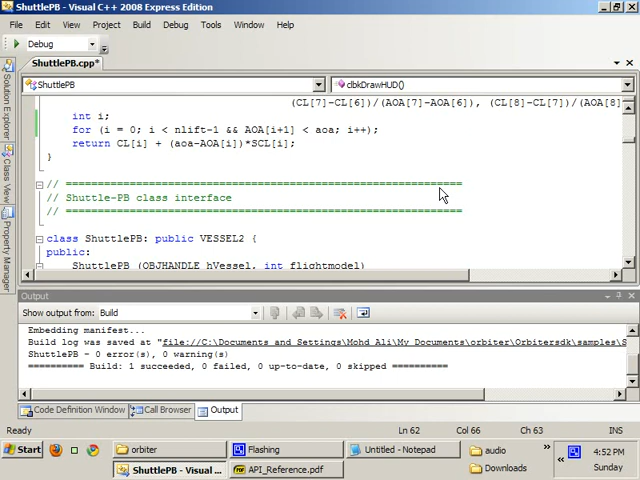 ShuttlePB - Visual C++ 2008 Express Edition
File Edit View Project Build Debug Tools Window Help
Debug
ShuttlePB.cpp*
ShuttlePB clbkDrawHUD()
(CL[7]-CL[6])/(AOA[7]-AOA[6]), (CL[8]-CL[7])/(AOA[8]
int i;
for (i = 0; i < nlift-1 && AOA[i+1] < aoa; i++);
return CL[i] + (aoa-AOA[i])*SCL[i];
}
// ==============================================================
// Shuttle-PB class interface
// ==============================================================
class ShuttlePB: public VESSEL2 {
public:
ShuttlePB (OBJHANDLE hVessel, int flightmodel)
Solution Explorer
Class View
Property Manager
Output
Show output from: Build
Embedding manifest...
Build log was saved at "file://C:\Documents and Settings\Mohd Ali\My Documents\orbiter\Orbitersdk\samples\S
ShuttlePB - 0 error(s), 0 warning(s)
========== Build: 1 succeeded, 0 failed, 0 up-to-date, 0 skipped ==========
Code Definition Window Call Browser Output
Ready Ln 62 Col 66 Ch 63 INS
Start orbiter Flashing Untitled - Notepad audio 4:52 PM
ShuttlePB - Visual ... API_Reference.pdf Downloads Sunday